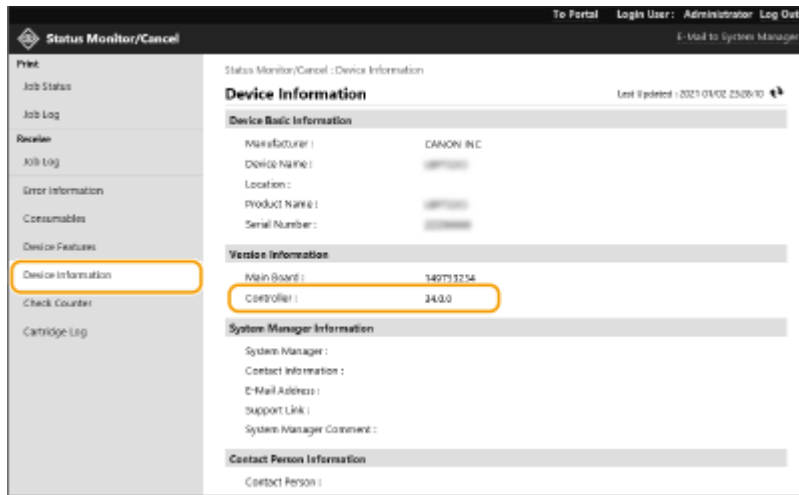 To Portal Login User : Administrator Log Out
Status Monitor/Cancel
E-Mail to System Manager
Print
Job Status
Job Log
Receive
Job Log
Error Information
Consumables
Device Features
Device Information
Check Counter
Cartridge Log
Status Monitor/Cancel : Device Information
Device Information
Last Updated : 2021 01/02 23:28:10
Device Basic Information
Manufacturer : CANON INC
Device Name :
Location :
Product Name :
Serial Number :
Version Information
Main Board :
Controller : 34.0.0
System Manager Information
System Manager :
Contact Information :
E-Mail Address :
Support Link :
System Manager Comment :
Contact Person Information
Contact Person :